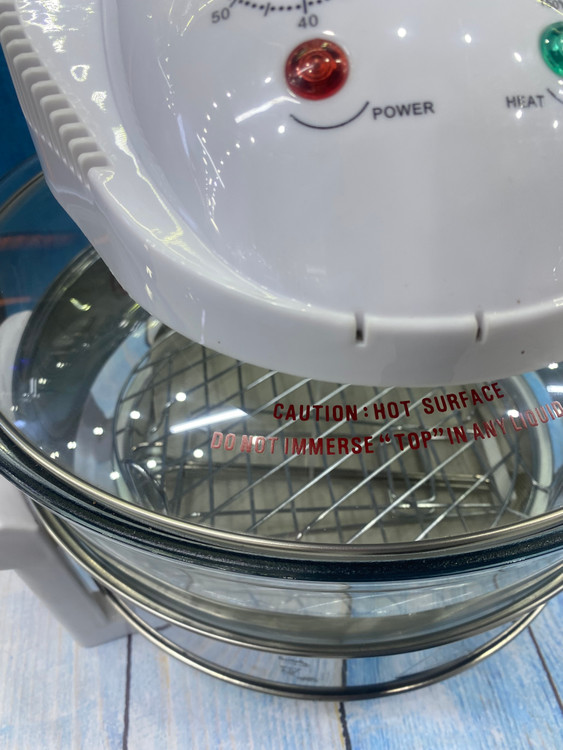 50
40
POWER
HEAT
CAUTION: HOT SURFACE
DO NOT IMMERSE "TOP" IN ANY LIQUID